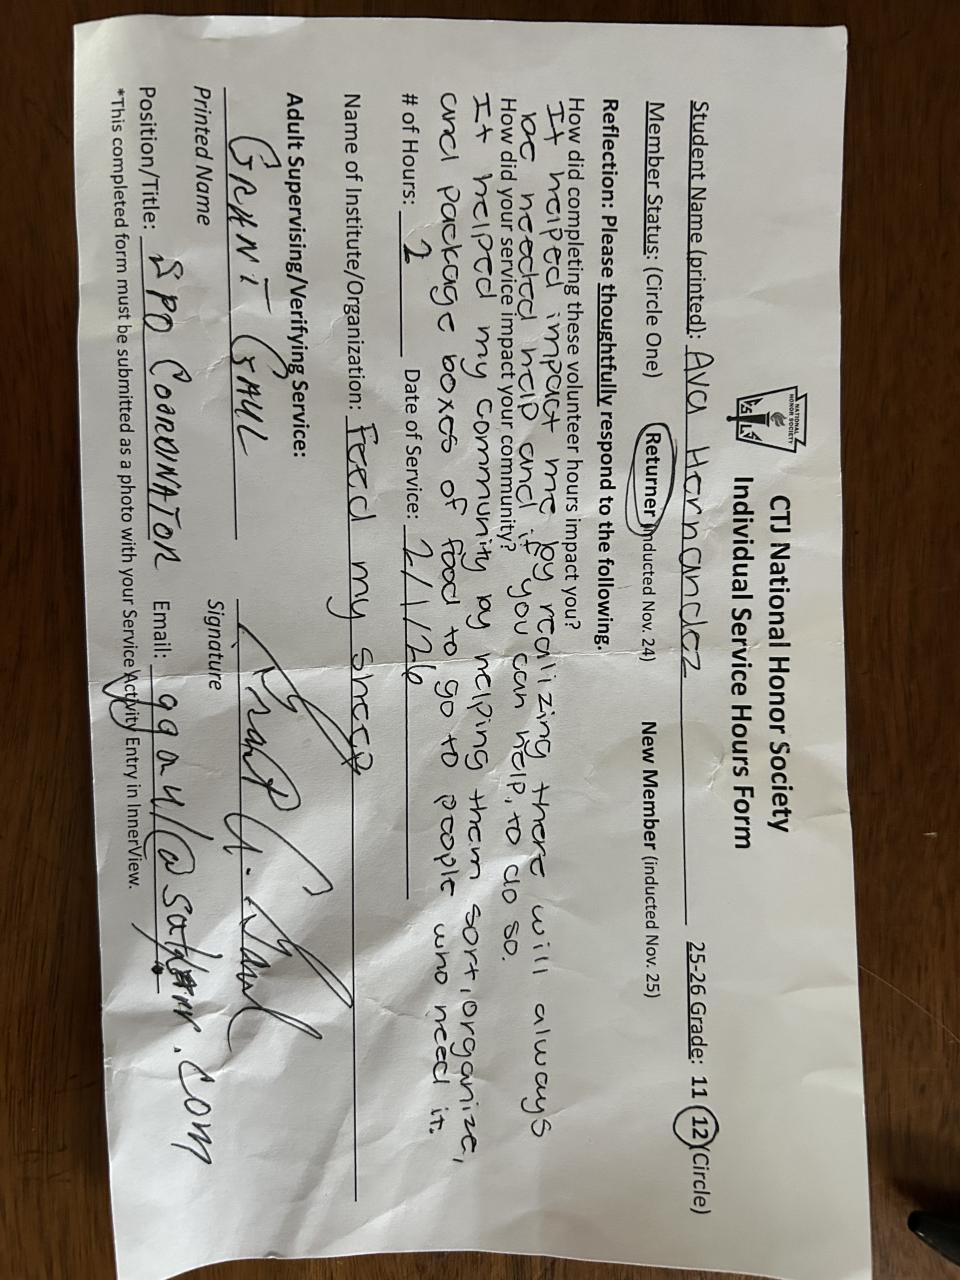 NATIONAL HONOR SOCIETY
CTJ National Honor Society
Individual Service Hours Form
Student Name (printted): Ava Hernandez 25-26 Grade: 11 12 (Circle)
Member Status: (Circle One) Returner (inducted Nov. 24) New Member (inducted Nov. 25)
Reflection: Please thoughtfully respond to the following.
How did completing these volunteer hours impact you?
It helped impact me by realizing there will always
be needed help and if you can help, to do so.
How did your service impact your community?
It helped my community by helping them sort, organize,
and package boxes of food to go to people who need it.
# of Hours: 2 Date of Service: 2/1/26
Name of Institute/Organization: Feed my sheep
Adult Supervising/Verifying Service:
GRANT GAUL
Printed Name Signature
Position/Title: SPO COORDINATOR Email: .com
*This completed form must be submitted as a photo with your Service Activity Entry in InnerView.